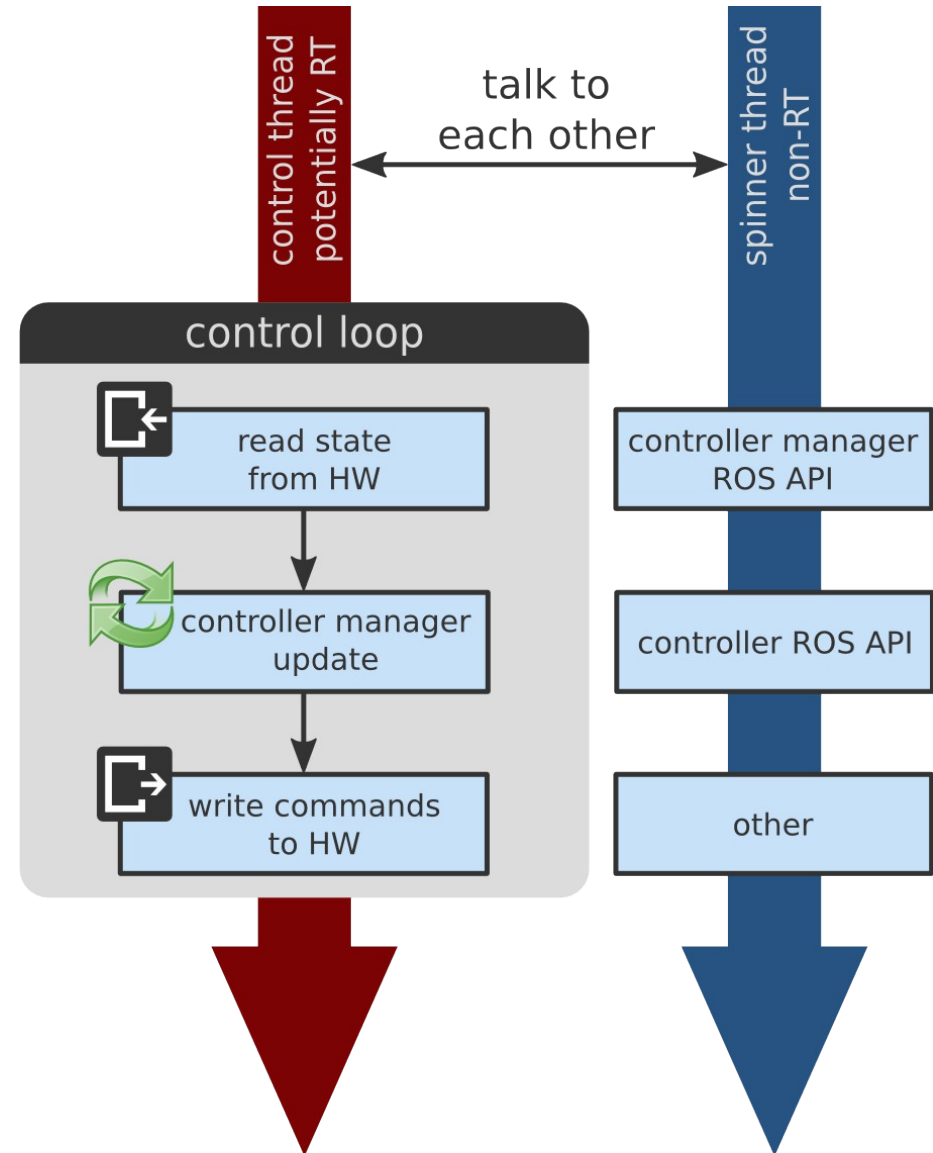 control thread
potentially RT
talk to
each other
spinner thread
non-RT
control loop
read state
from HW
controller manager
update
write commands
to HW
controller manager
ROS API
controller ROS API
other